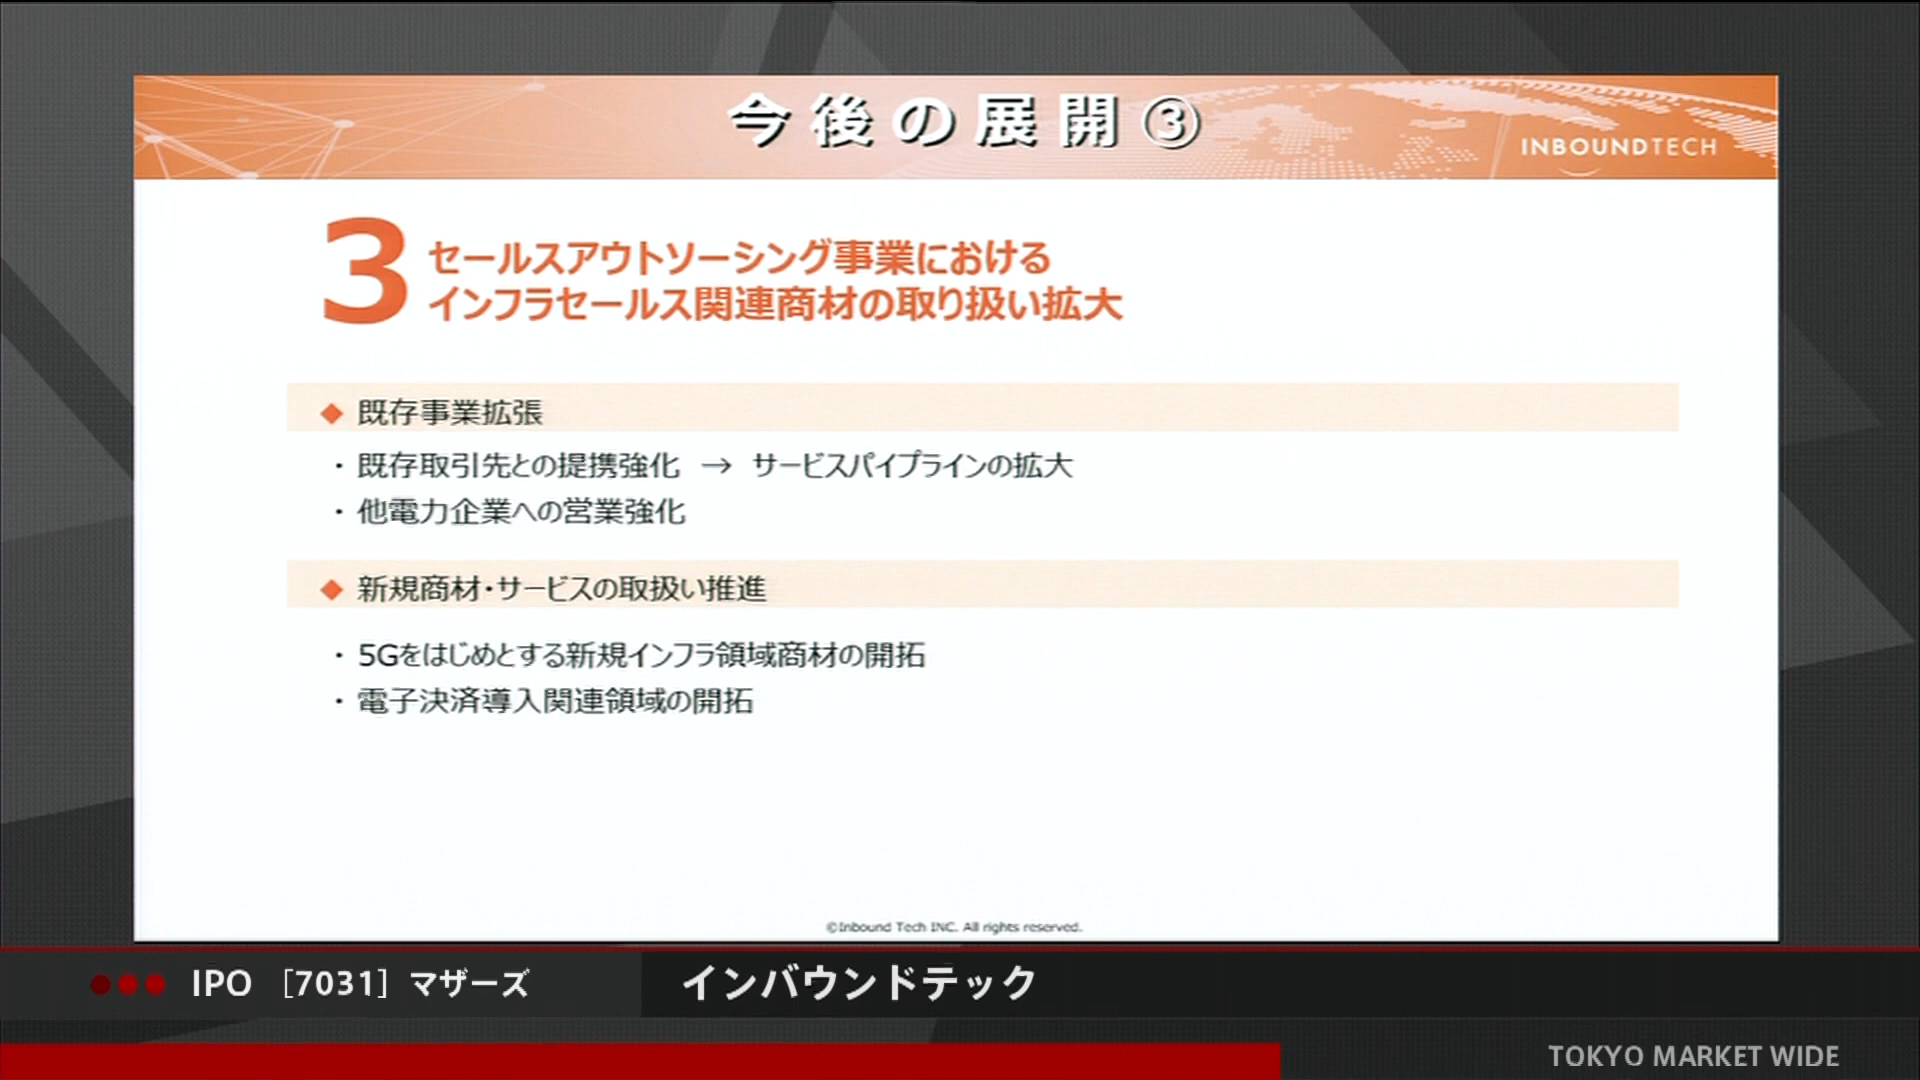 今後の展開③
INBOUNDTECH
3 セールスアウトソーシング事業における
インフラセールス関連商材の取り扱い拡大
◆ 既存事業拡張
・ 既存取引先との提携強化 → サービスパイプラインの拡大
・ 他電力企業への営業強化
◆ 新規商材・サービスの取扱い推進
・ 5Gをはじめとする新規インフラ領域商材の開拓
・ 電子決済導入関連領域の開拓
©Inbound Tech INC. All rights reserved.
IPO [7031] マザーズ インバウンドテック
TOKYO MARKET WIDE